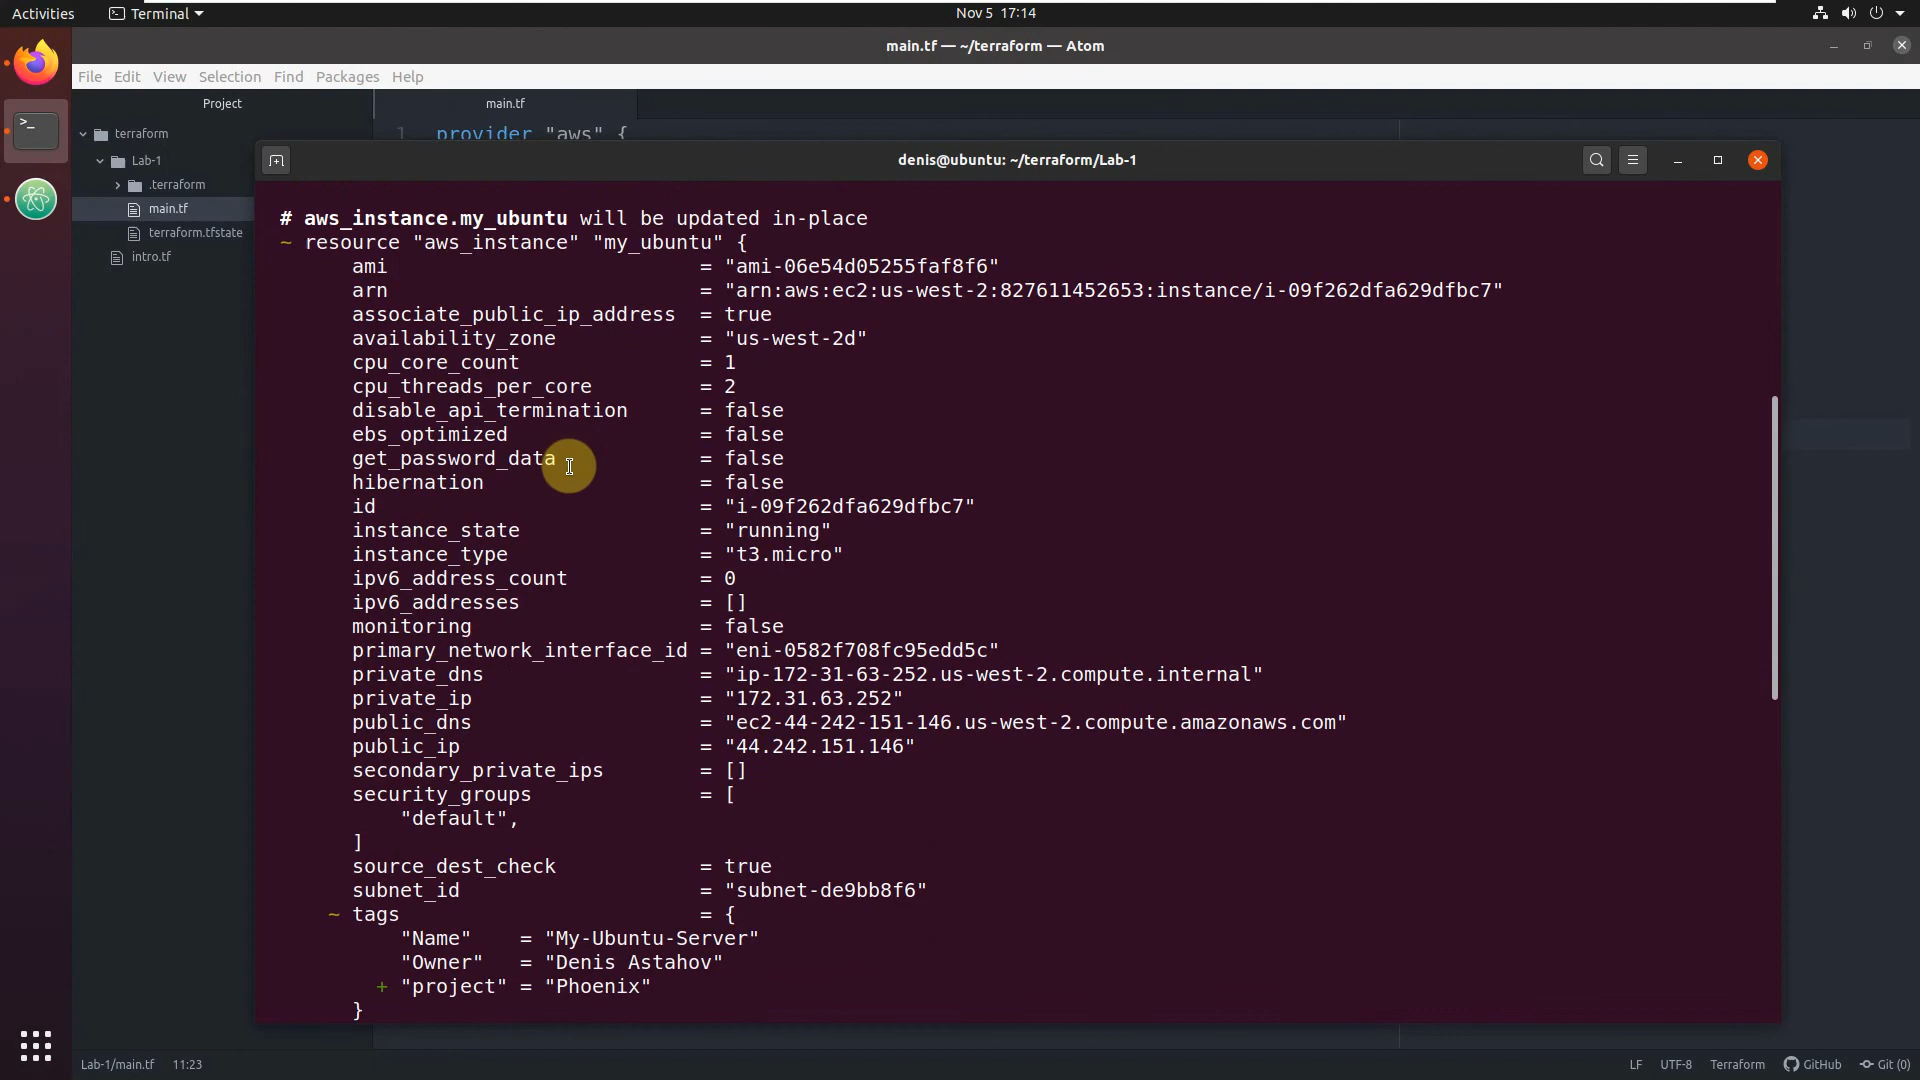 Activities Terminal Nov 5 17:14
main.tf — ~/terraform — Atom
File Edit View Selection Find Packages Help
Project main.tf
terraform
1 provider "aws" {
Lab-1
.terraform
main.tf
terraform.tfstate
intro.tf
denis@ubuntu: ~/terraform/Lab-1
# aws_instance.my_ubuntu will be updated in-place
~ resource "aws_instance" "my_ubuntu" {
ami = "ami-06e54d05255faf8f6"
arn = "arn:aws:ec2:us-west-2:827611452653:instance/i-09f262dfa629dfbc7"
associate_public_ip_address = true
availability_zone = "us-west-2d"
cpu_core_count = 1
cpu_threads_per_core = 2
disable_api_termination = false
ebs_optimized = false
get_password_data = false
hibernation = false
id = "i-09f262dfa629dfbc7"
instance_state = "running"
instance_type = "t3.micro"
ipv6_address_count = 0
ipv6_addresses = []
monitoring = false
primary_network_interface_id = "eni-0582f708fc95edd5c"
private_dns = "ip-172-31-63-252.us-west-2.compute.internal"
private_ip = "172.31.63.252"
public_dns = "ec2-44-242-151-146.us-west-2.compute.amazonaws.com"
public_ip = "44.242.151.146"
secondary_private_ips = []
security_groups = [
"default",
]
source_dest_check = true
subnet_id = "subnet-de9bb8f6"
~ tags = {
"Name" = "My-Ubuntu-Server"
"Owner" = "Denis Astahov"
+ "project" = "Phoenix"
}
Lab-1/main.tf 11:23 LF UTF-8 Terraform GitHub Git (0)